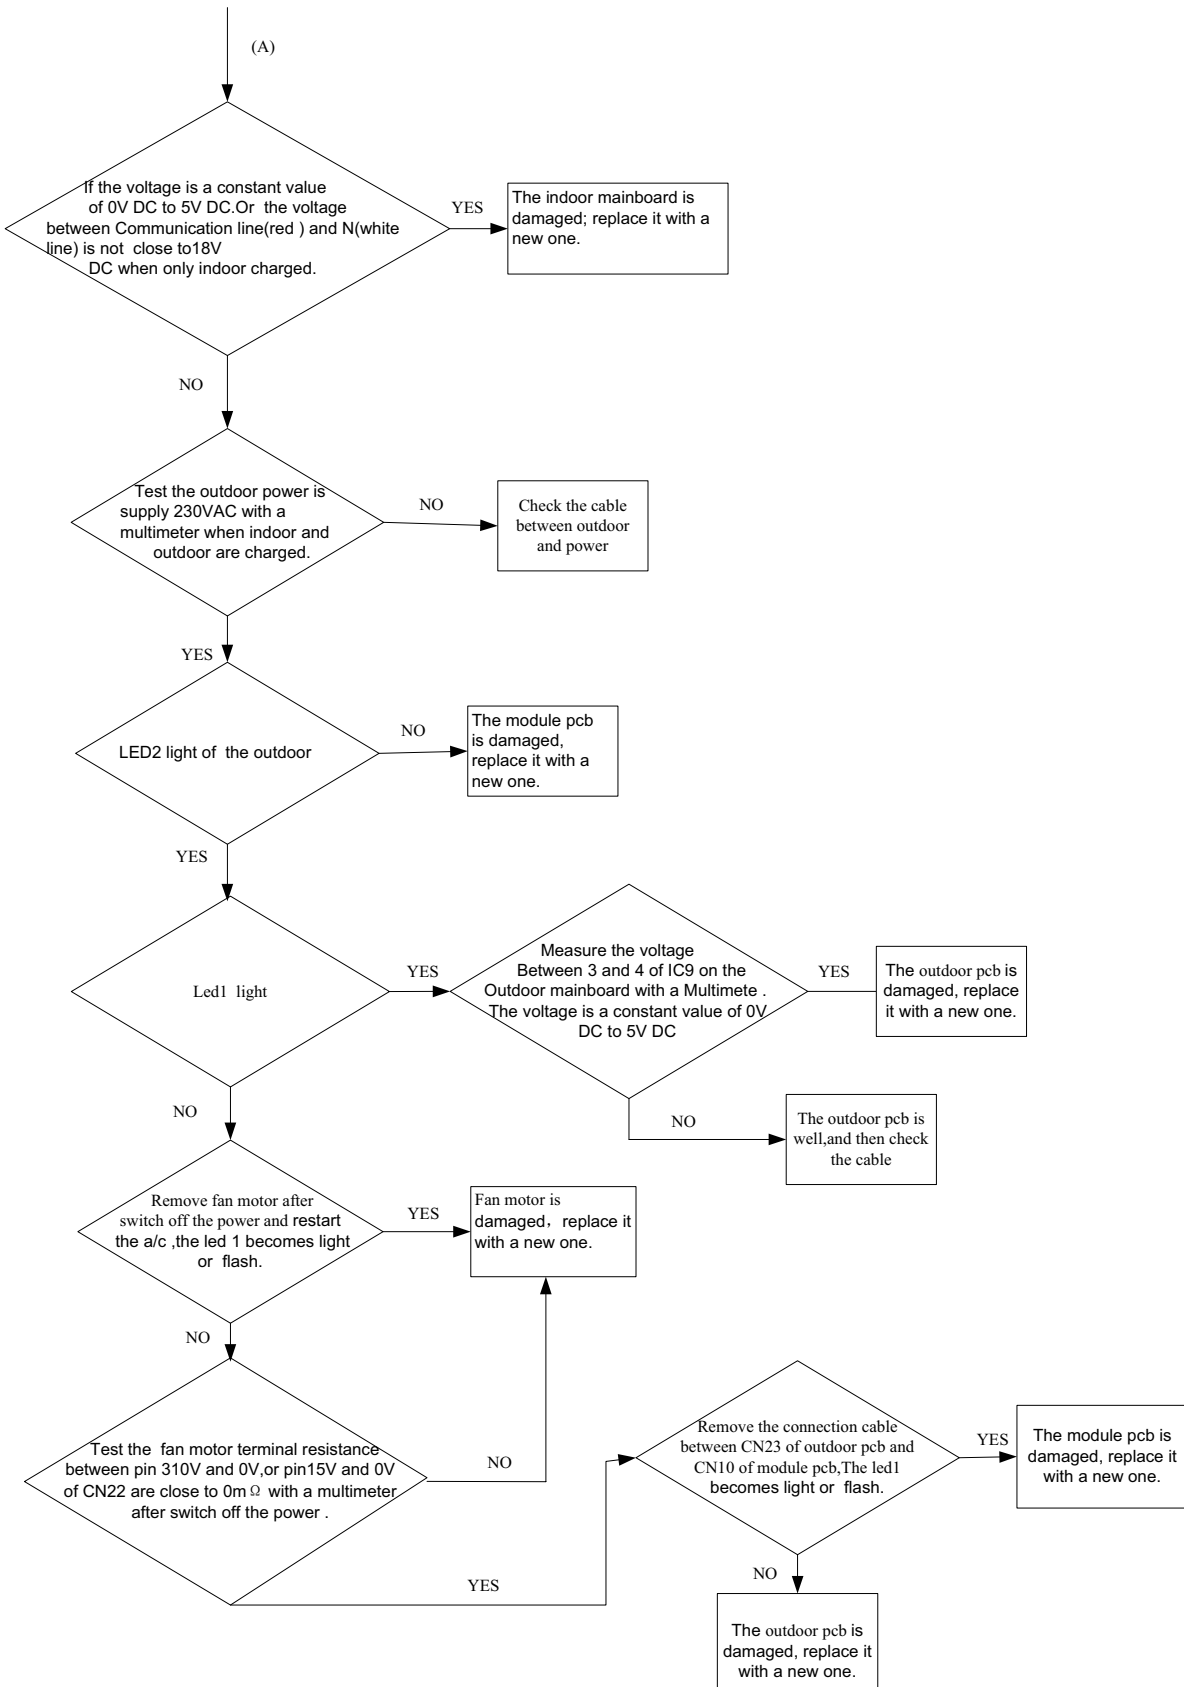 (A)
If the voltage is a constant value
of 0V DC to 5V DC.Or the voltage
between Communication line(red ) and N(white
line) is not close to18V
DC when only indoor charged.
YES
The indoor mainboard is
damaged; replace it with a
new one.
NO
Test the outdoor power is
supply 230VAC with a
multimeter when indoor and
outdoor are charged.
NO
Check the cable
between outdoor
and power
YES
LED2 light of the outdoor
NO
The module pcb
is damaged,
replace it with a
new one.
YES
Led1 light
YES
Measure the voltage
Between 3 and 4 of IC9 on the
Outdoor mainboard with a Multimete .
The voltage is a constant value of 0V
DC to 5V DC
YES
The outdoor pcb is
damaged, replace
it with a new one.
NO
The outdoor pcb is
well,and then check
the cable
NO
Remove fan motor after
switch off the power and restart
the a/c ,the led 1 becomes light
or flash.
YES
Fan motor is
damaged，replace it
with a new one.
NO
Test the fan motor terminal resistance
between pin 310V and 0V,or pin15V and 0V
of CN22 are close to 0mΩ with a multimeter
after switch off the power .
NO
YES
Remove the connection cable
between CN23 of outdoor pcb and
CN10 of module pcb,The led1
becomes light or flash.
YES
The module pcb is
damaged, replace it
with a new one.
NO
The outdoor pcb is
damaged, replace it
with a new one.